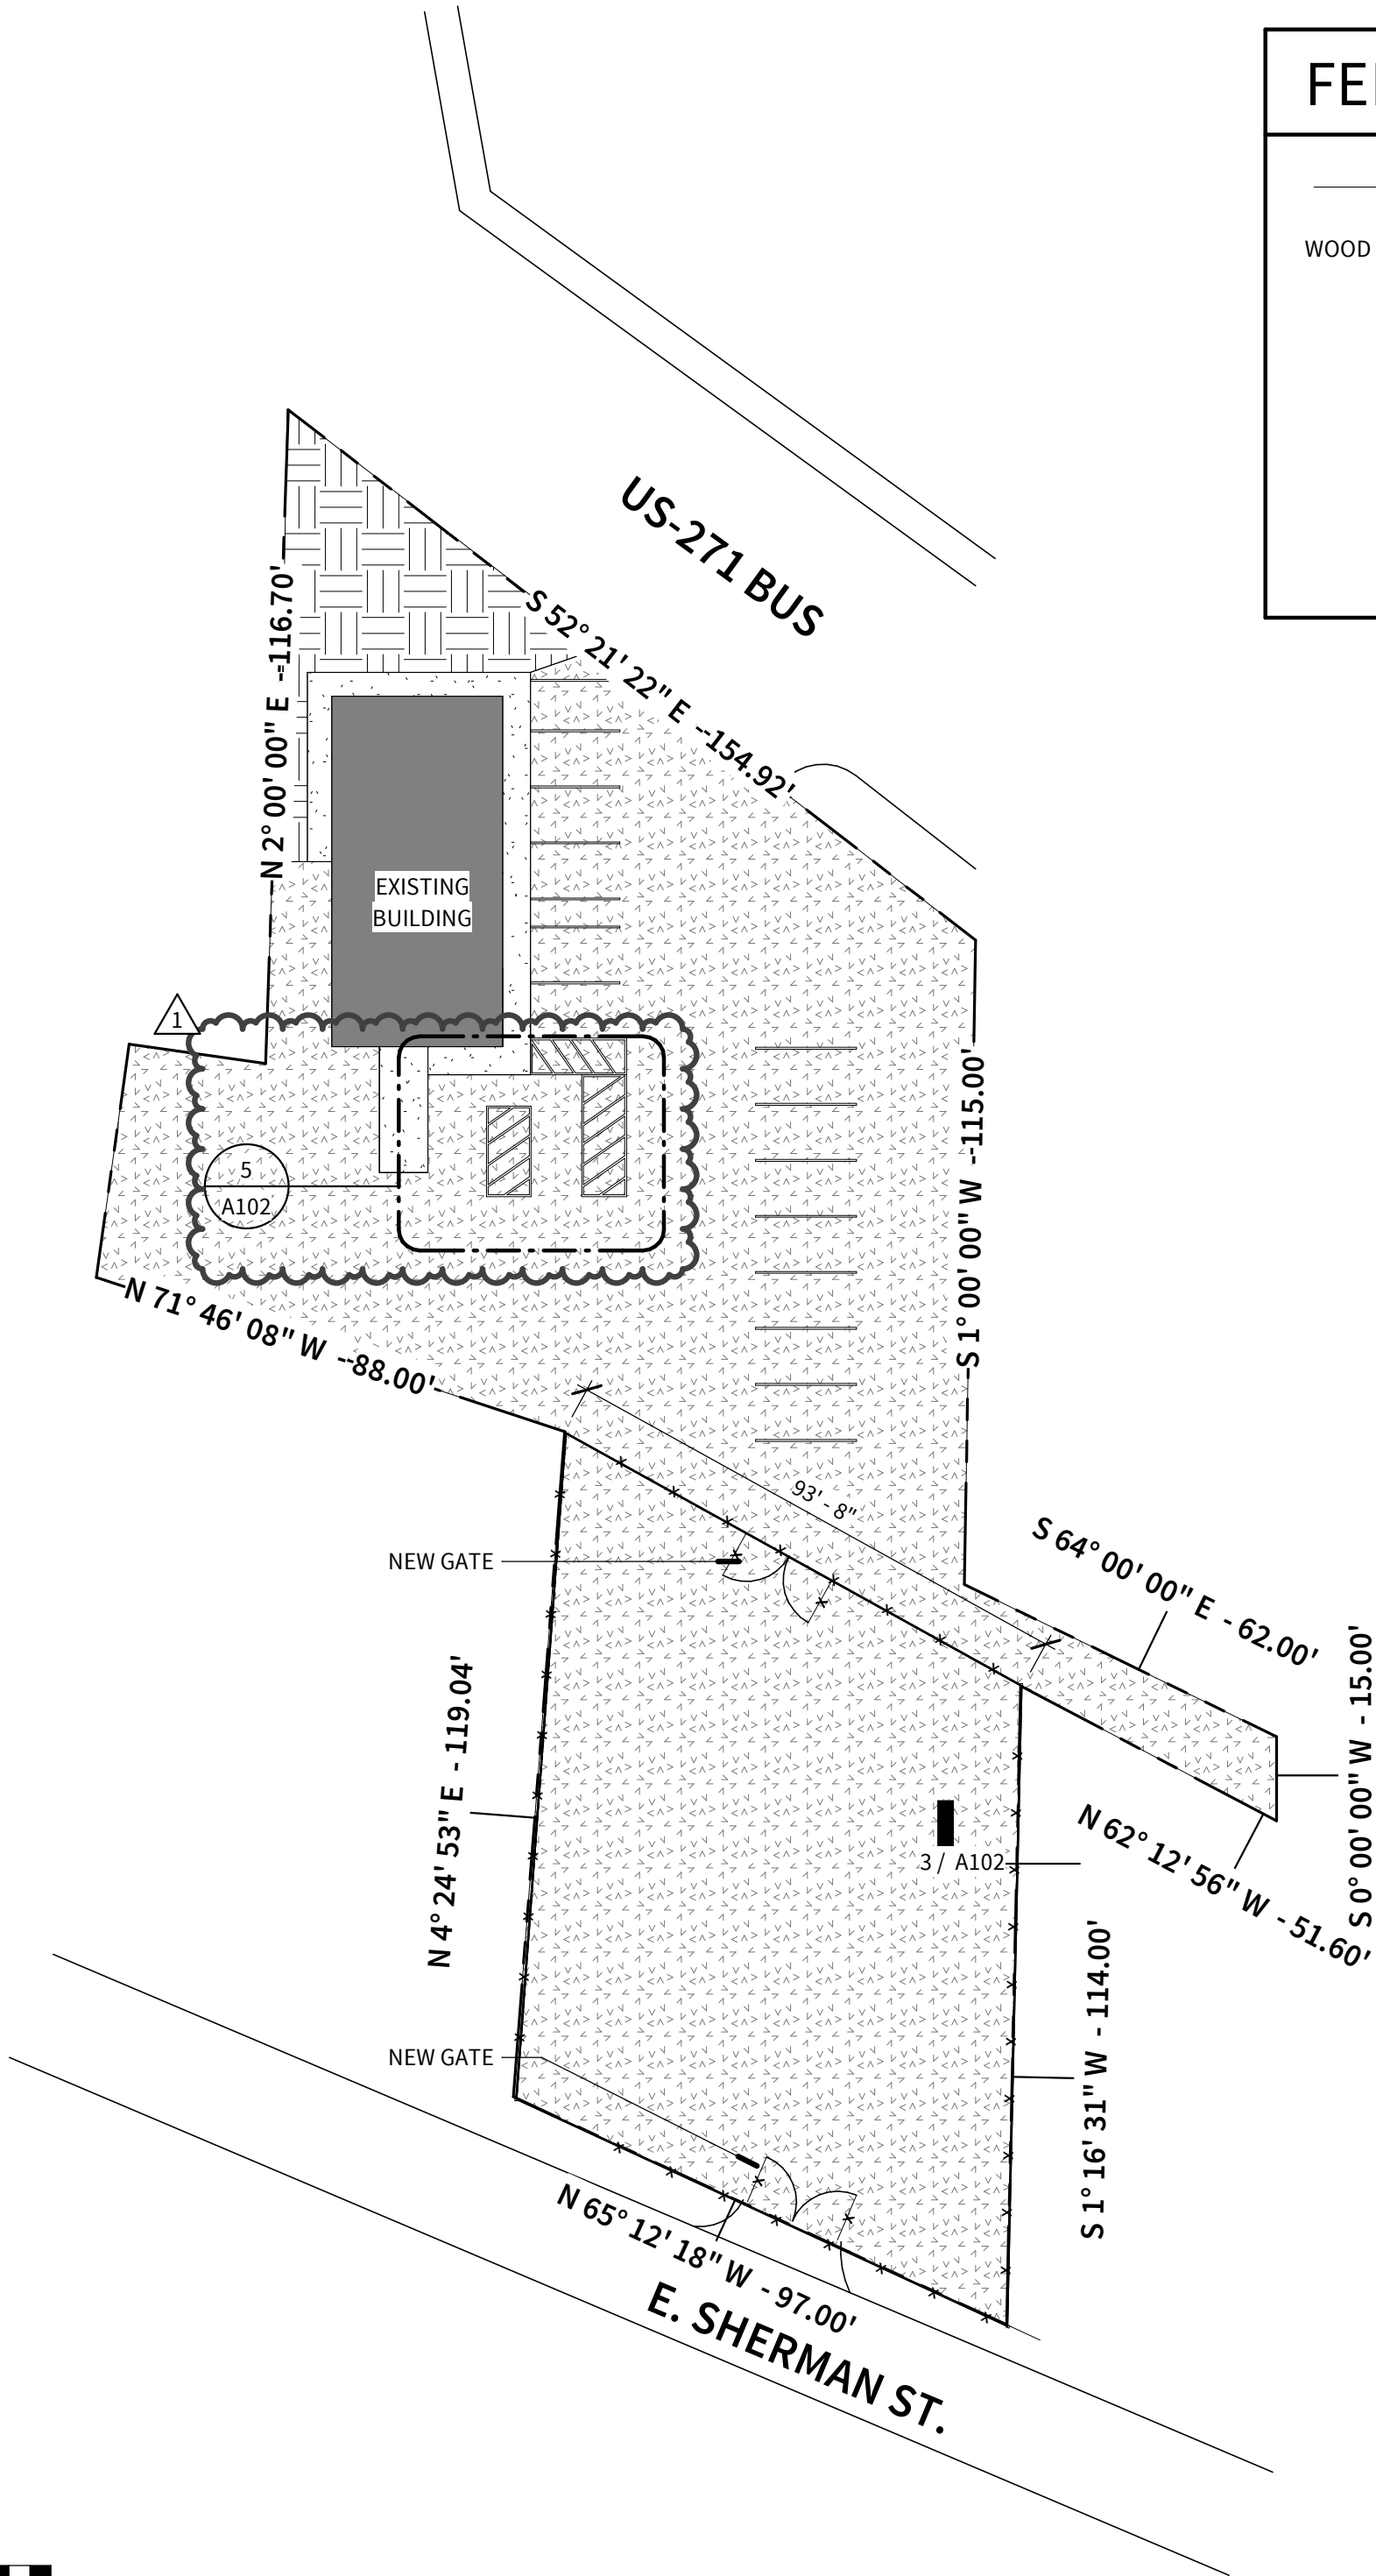 FE
WOOD
US-271 BUS
N 2° 00' 00" E - 116.70'
S 52° 21' 22" E - 154.92'
EXISTING
BUILDING
1
5
A102
S 1° 00' 00" W - 115.00'
N 71° 46' 08" W - 88.00'
93' - 8"
NEW GATE
S 64° 00' 00" E - 62.00'
S 0° 00' 00" W - 15.00'
N 4° 24' 53" E - 119.04'
3 / A102
N 62° 12' 56" W - 51.60'
S 1° 16' 31" W - 114.00'
NEW GATE
N 65° 12' 18" W - 97.00'
E. SHERMAN ST.